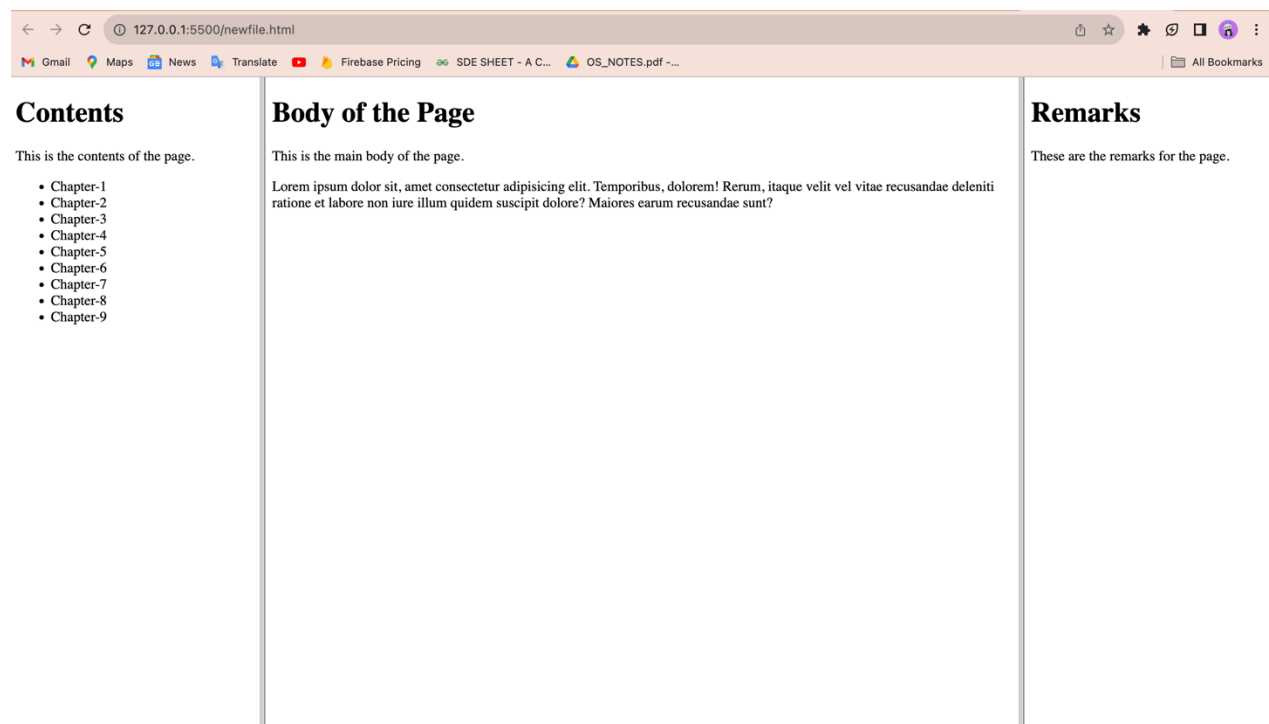 127.0.0.1:5500/newfile.html
Gmail Maps News Translate Firebase Pricing SDE SHEET - A C... OS_NOTES.pdf -... All Bookmarks
Contents
This is the contents of the page.
• Chapter-1
• Chapter-2
• Chapter-3
• Chapter-4
• Chapter-5
• Chapter-6
• Chapter-7
• Chapter-8
• Chapter-9
Body of the Page
This is the main body of the page.
Lorem ipsum dolor sit, amet consectetur adipisicing elit. Temporibus, dolorem! Rerum, itaque velit vel vitae recusandae deleniti
ratione et labore non iure illum quidem suscipit dolore? Maiores earum recusandae sunt?
Remarks
These are the remarks for the page.